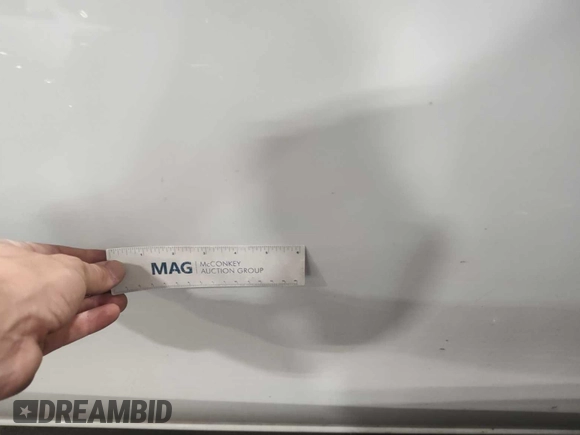 MAG
McCONKEY
AUCTION GROUP
DREAMBID